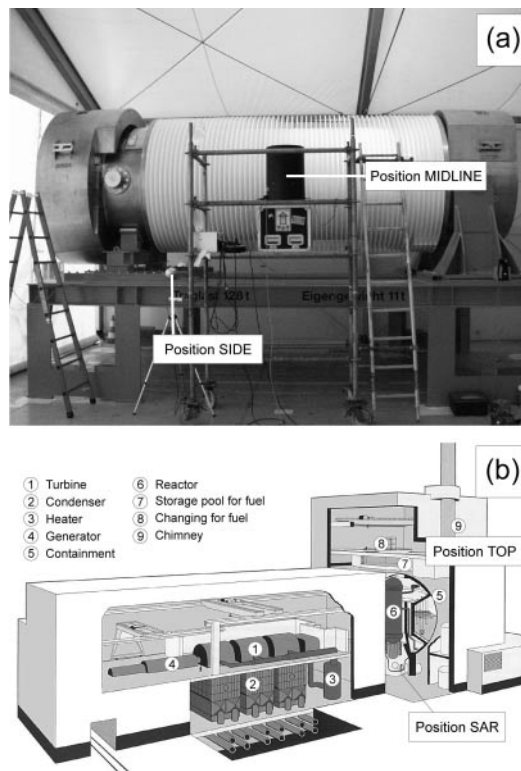 (a)
Position MIDLINE
Eigengewicht 11t
Position SIDE
(b)
① Turbine
② Condenser
③ Heater
④ Generator
⑤ Containment
⑥ Reactor
⑦ Storage pool for fuel
⑧ Changing for fuel
⑨ Chimney
⑧
⑨
Position TOP
⑦
⑥
⑤
④
①
②
③
Position SAR